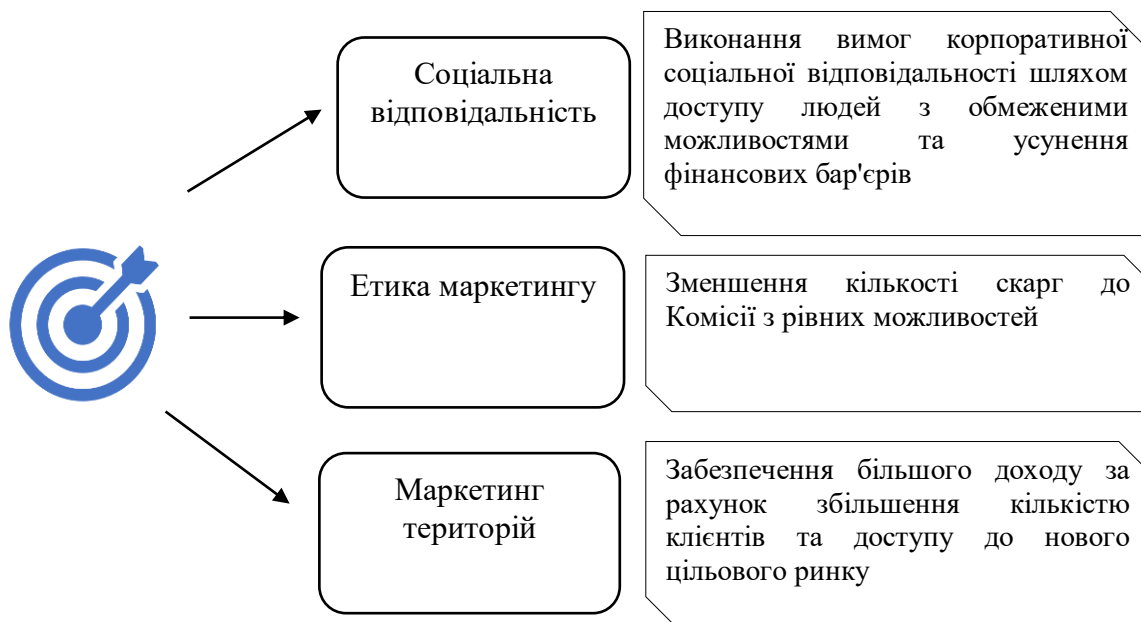 Соціальна
відповідальність
Виконання вимог корпоративної
соціальної відповідальності шляхом
доступу людей з обмеженими
можливостями та усунення
фінансових бар'єрів
Етика маркетингу
Зменшення кількості скарг до
Комісії з рівних можливостей
Маркетинг
територій
Забезпечення більшого доходу за
рахунок збільшення кількістю
клієнтів та доступу до нового
цільового ринку